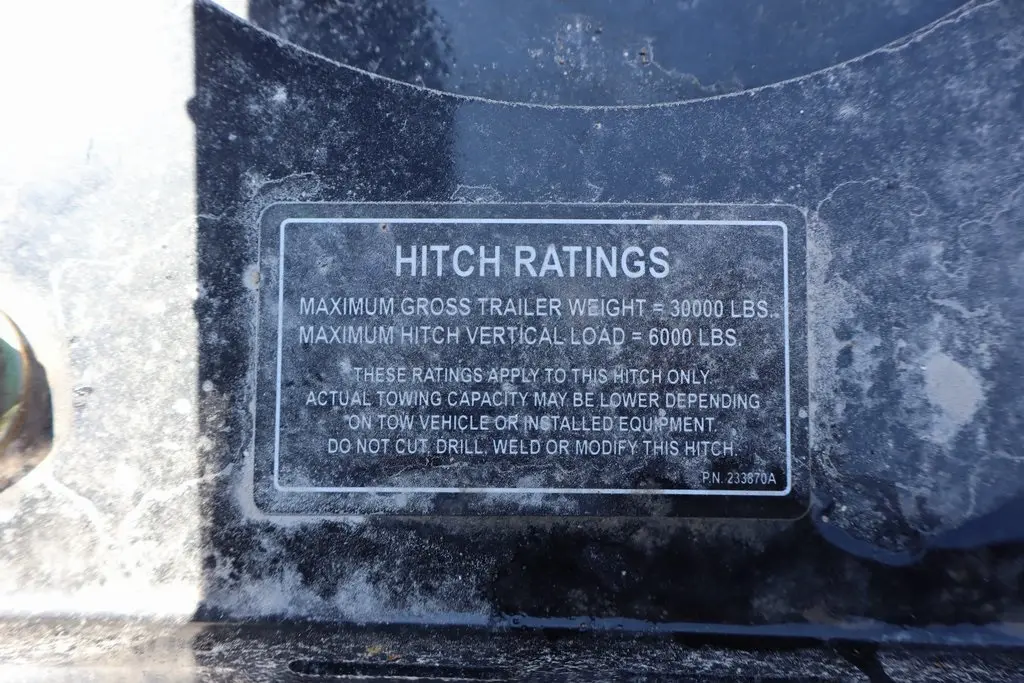 HITCH RATINGS
MAXIMUM GROSS TRAILER WEIGHT = 30000 LBS.
MAXIMUM HITCH VERTICAL LOAD = 6000 LBS.
THESE RATINGS APPLY TO THIS HITCH ONLY.
ACTUAL TOWING CAPACITY MAY BE LOWER DEPENDING
ON TOW VEHICLE OR INSTALLED EQUIPMENT.
DO NOT CUT, DRILL, WELD OR MODIFY THIS HITCH.
P.N. 233870A